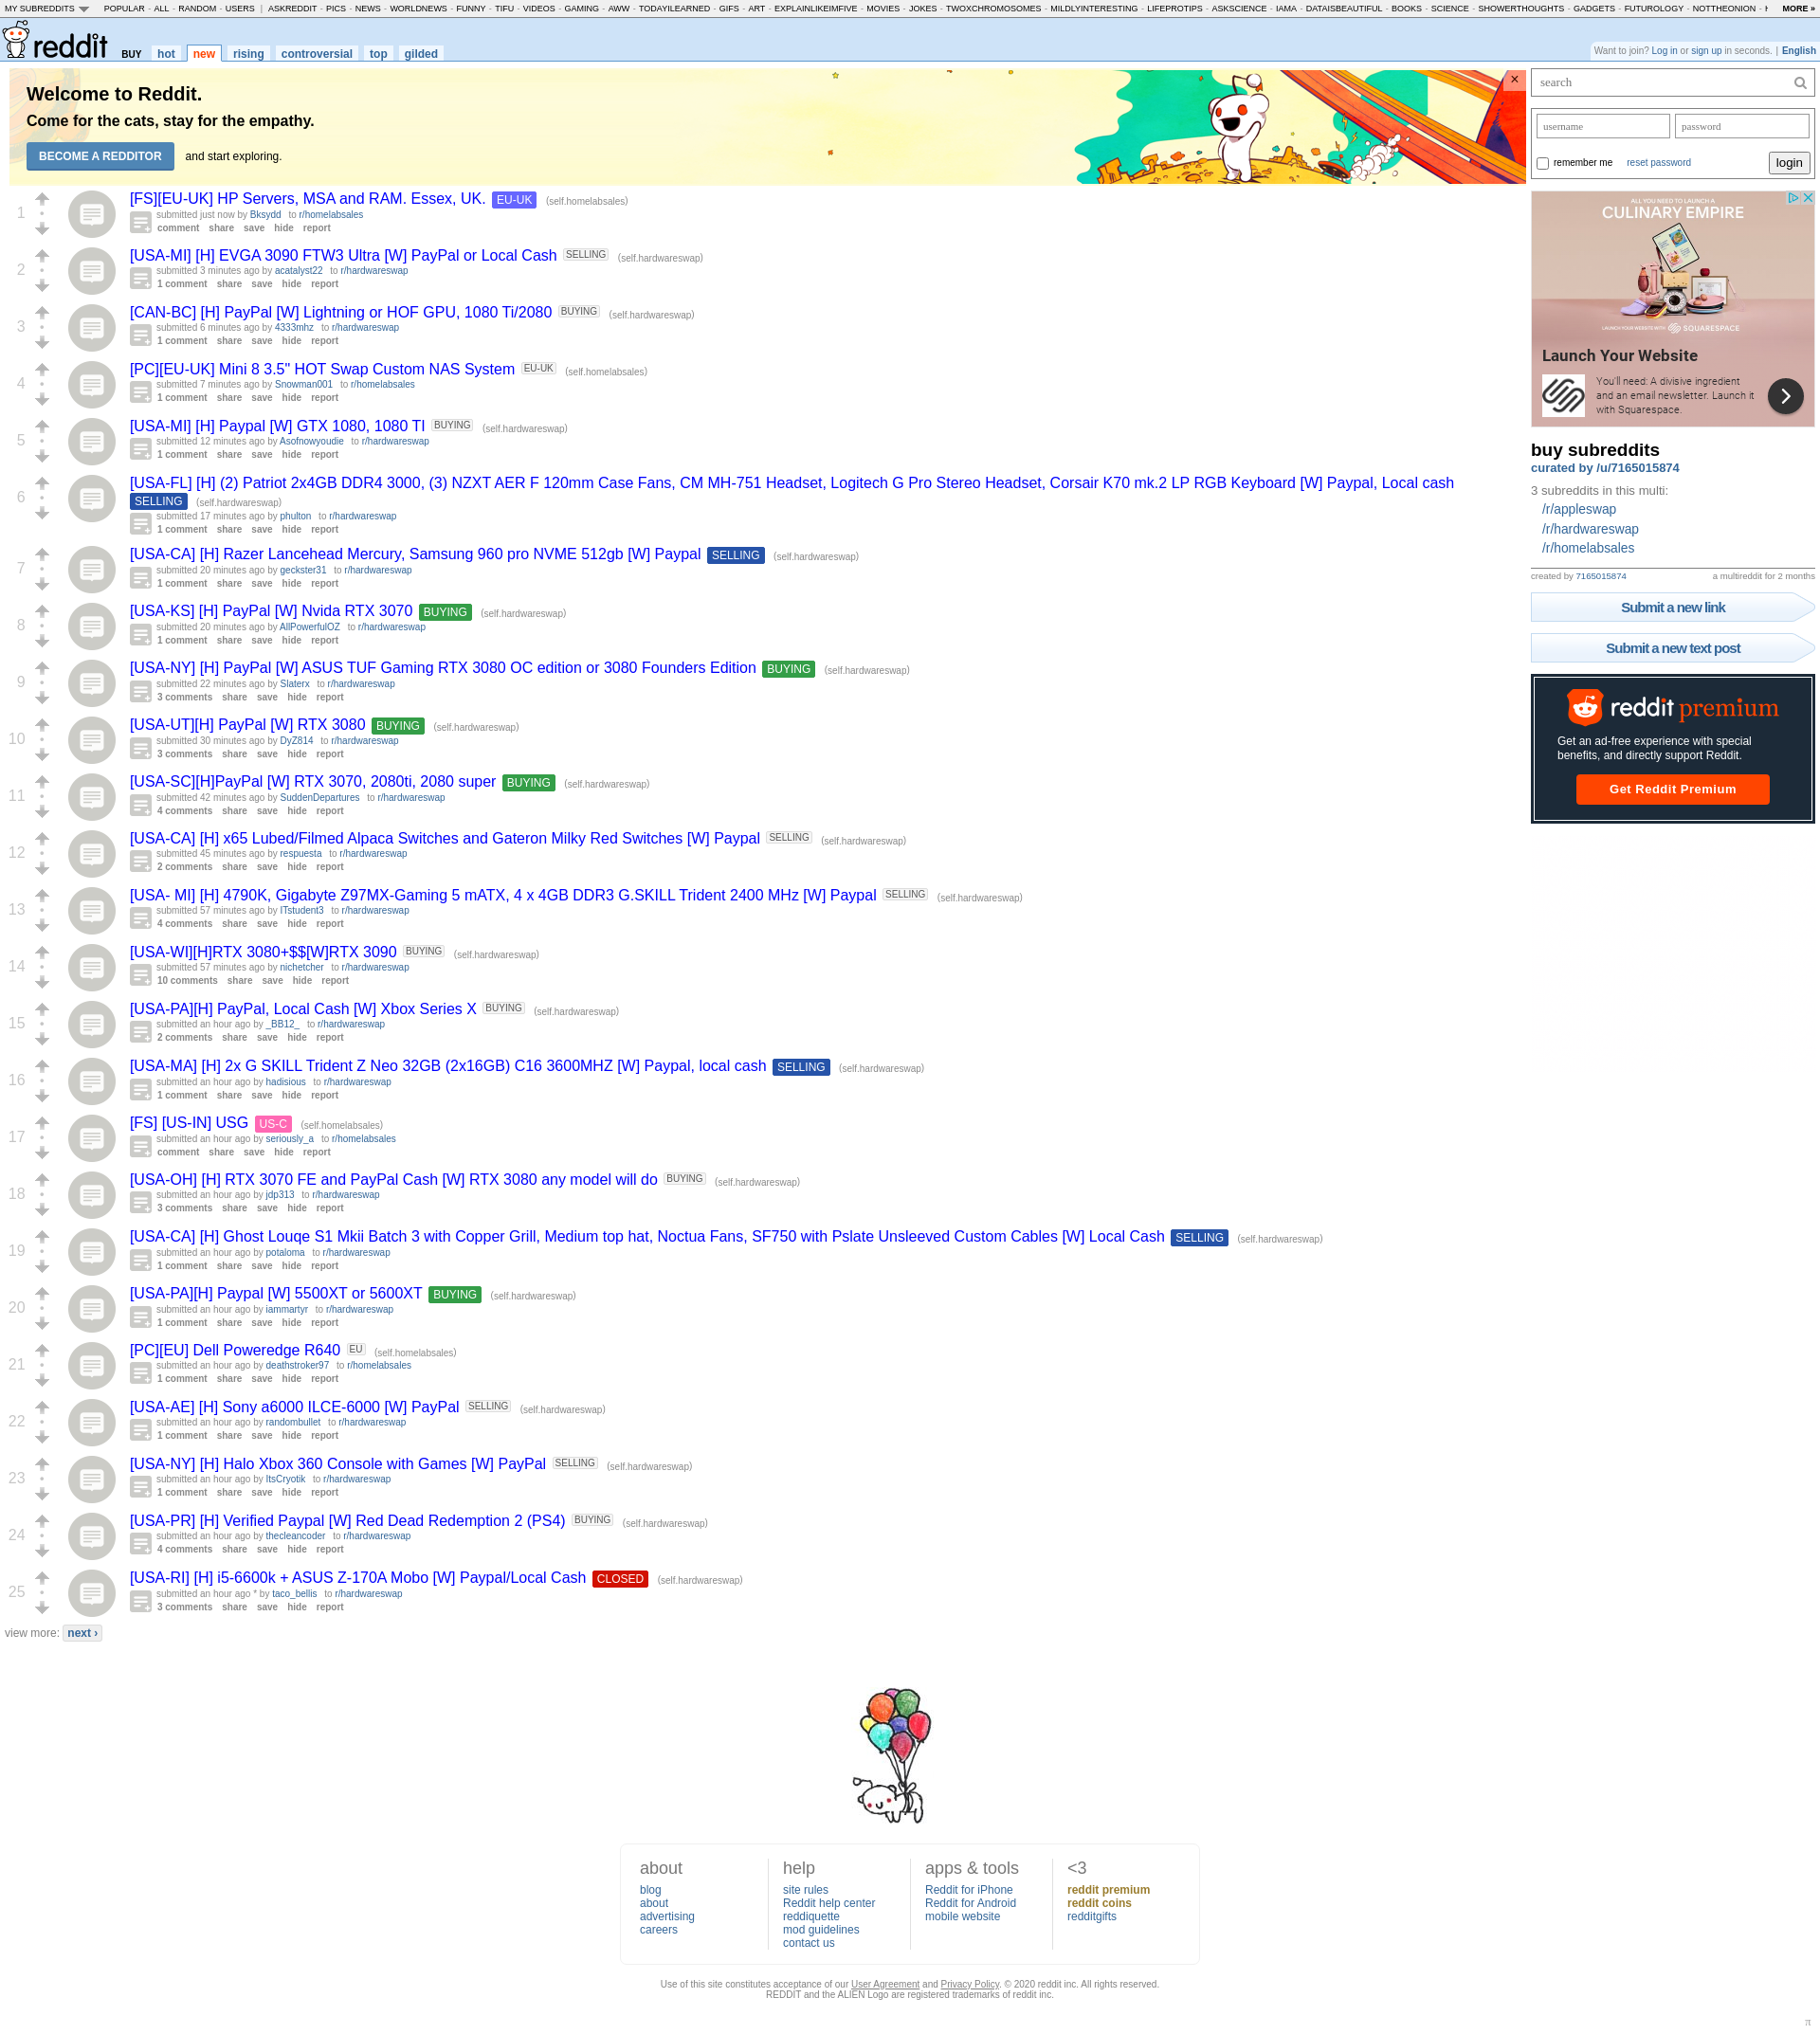 MY SUBREDDITS POPULAR - ALL - RANDOM - USERS | ASKREDDIT - PICS - NEWS - WORLDNEWS - FUNNY - TIFU - VIDEOS - GAMING - AWW - TODAYILEARNED - GIFS - ART - EXPLAINLIKEIMFIVE - MOVIES - JOKES - TWOXCHROMOSOMES - MILDLYINTERESTING - LIFEPROTIPS - ASKSCIENCE - IAMA - DATAISBEAUTIFUL - BOOKS - SCIENCE - SHOWERTHOUGHTS - GADGETS - FUTUROLOGY - NOTTHEONION - MORE »
reddit BUY hot new rising controversial top gilded
Want to join? Log in or sign up in seconds. | English
Welcome to Reddit.
Come for the cats, stay for the empathy.
BECOME A REDDITOR and start exploring.
1
[FS][EU-UK] HP Servers, MSA and RAM. Essex, UK. EU-UK (self.homelabsales)
submitted just now by Bksydd to r/homelabsales
comment share save hide report
2
[USA-MI] [H] EVGA 3090 FTW3 Ultra [W] PayPal or Local Cash SELLING (self.hardwareswap)
submitted 3 minutes ago by acatalyst22 to r/hardwareswap
1 comment share save hide report
3
[CAN-BC] [H] PayPal [W] Lightning or HOF GPU, 1080 Ti/2080 BUYING (self.hardwareswap)
submitted 6 minutes ago by 4333mhz to r/hardwareswap
1 comment share save hide report
4
[PC][EU-UK] Mini 8 3.5" HOT Swap Custom NAS System EU-UK (self.homelabsales)
submitted 7 minutes ago by Snowman001 to r/homelabsales
1 comment share save hide report
5
[USA-MI] [H] Paypal [W] GTX 1080, 1080 TI BUYING (self.hardwareswap)
submitted 12 minutes ago by Asofnowyoudie to r/hardwareswap
1 comment share save hide report
6
[USA-FL] [H] (2) Patriot 2x4GB DDR4 3000, (3) NZXT AER F 120mm Case Fans, CM MH-751 Headset, Logitech G Pro Stereo Headset, Corsair K70 mk.2 LP RGB Keyboard [W] Paypal, Local cash
SELLING (self.hardwareswap)
submitted 17 minutes ago by phulton to r/hardwareswap
1 comment share save hide report
7
[USA-CA] [H] Razer Lancehead Mercury, Samsung 960 pro NVME 512gb [W] Paypal SELLING (self.hardwareswap)
submitted 20 minutes ago by geckster31 to r/hardwareswap
1 comment share save hide report
8
[USA-KS] [H] PayPal [W] Nvida RTX 3070 BUYING (self.hardwareswap)
submitted 20 minutes ago by AllPowerfulOZ to r/hardwareswap
1 comment share save hide report
9
[USA-NY] [H] PayPal [W] ASUS TUF Gaming RTX 3080 OC edition or 3080 Founders Edition BUYING (self.hardwareswap)
submitted 22 minutes ago by Slaterx to r/hardwareswap
3 comments share save hide report
10
[USA-UT][H] PayPal [W] RTX 3080 BUYING (self.hardwareswap)
submitted 30 minutes ago by DyZ814 to r/hardwareswap
3 comments share save hide report
11
[USA-SC][H]PayPal [W] RTX 3070, 2080ti, 2080 super BUYING (self.hardwareswap)
submitted 42 minutes ago by SuddenDepartures to r/hardwareswap
4 comments share save hide report
12
[USA-CA] [H] x65 Lubed/Filmed Alpaca Switches and Gateron Milky Red Switches [W] Paypal SELLING (self.hardwareswap)
submitted 45 minutes ago by respuesta to r/hardwareswap
2 comments share save hide report
13
[USA- MI] [H] 4790K, Gigabyte Z97MX-Gaming 5 mATX, 4 x 4GB DDR3 G.SKILL Trident 2400 MHz [W] Paypal SELLING (self.hardwareswap)
submitted 57 minutes ago by ITstudent3 to r/hardwareswap
4 comments share save hide report
14
[USA-WI][H]RTX 3080+$$[W]RTX 3090 BUYING (self.hardwareswap)
submitted 57 minutes ago by nichetcher to r/hardwareswap
10 comments share save hide report
15
[USA-PA][H] PayPal, Local Cash [W] Xbox Series X BUYING (self.hardwareswap)
submitted an hour ago by _BB12_ to r/hardwareswap
2 comments share save hide report
16
[USA-MA] [H] 2x G SKILL Trident Z Neo 32GB (2x16GB) C16 3600MHZ [W] Paypal, local cash SELLING (self.hardwareswap)
submitted an hour ago by hadisious to r/hardwareswap
1 comment share save hide report
17
[FS] [US-IN] USG US-C (self.homelabsales)
submitted an hour ago by seriously_a to r/homelabsales
comment share save hide report
18
[USA-OH] [H] RTX 3070 FE and PayPal Cash [W] RTX 3080 any model will do BUYING (self.hardwareswap)
submitted an hour ago by jdp313 to r/hardwareswap
3 comments share save hide report
19
[USA-CA] [H] Ghost Louqe S1 Mkii Batch 3 with Copper Grill, Medium top hat, Noctua Fans, SF750 with Pslate Unsleeved Custom Cables [W] Local Cash SELLING (self.hardwareswap)
submitted an hour ago by potaloma to r/hardwareswap
1 comment share save hide report
20
[USA-PA][H] Paypal [W] 5500XT or 5600XT BUYING (self.hardwareswap)
submitted an hour ago by iammartyr to r/hardwareswap
1 comment share save hide report
21
[PC][EU] Dell Poweredge R640 EU (self.homelabsales)
submitted an hour ago by deathstroker97 to r/homelabsales
1 comment share save hide report
22
[USA-AE] [H] Sony a6000 ILCE-6000 [W] PayPal SELLING (self.hardwareswap)
submitted an hour ago by randombullet to r/hardwareswap
1 comment share save hide report
23
[USA-NY] [H] Halo Xbox 360 Console with Games [W] PayPal SELLING (self.hardwareswap)
submitted an hour ago by ItsCryotik to r/hardwareswap
1 comment share save hide report
24
[USA-PR] [H] Verified Paypal [W] Red Dead Redemption 2 (PS4) BUYING (self.hardwareswap)
submitted an hour ago by thecleancoder to r/hardwareswap
4 comments share save hide report
25
[USA-RI] [H] i5-6600k + ASUS Z-170A Mobo [W] Paypal/Local Cash CLOSED (self.hardwareswap)
submitted an hour ago * by taco_bellis to r/hardwareswap
3 comments share save hide report
view more: next ›
search
username password
remember me reset password login
ALL YOU NEED TO LAUNCH A
CULINARY EMPIRE
LAUNCH YOUR WEBSITE WITH SQUARESPACE
Launch Your Website
You'll need: A divisive ingredient
and an email newsletter. Launch it
with Squarespace.
buy subreddits
curated by /u/7165015874
3 subreddits in this multi:
/r/appleswap
/r/hardwareswap
/r/homelabsales
created by 7165015874 a multireddit for 2 months
Submit a new link
Submit a new text post
reddit premium
Get an ad-free experience with special
benefits, and directly support Reddit.
Get Reddit Premium
about
blog
about
advertising
careers
help
site rules
Reddit help center
reddiquette
mod guidelines
contact us
apps & tools
Reddit for iPhone
Reddit for Android
mobile website
<3
reddit premium
reddit coins
redditgifts
Use of this site constitutes acceptance of our User Agreement and Privacy Policy. © 2020 reddit inc. All rights reserved.
REDDIT and the ALIEN Logo are registered trademarks of reddit inc.
π